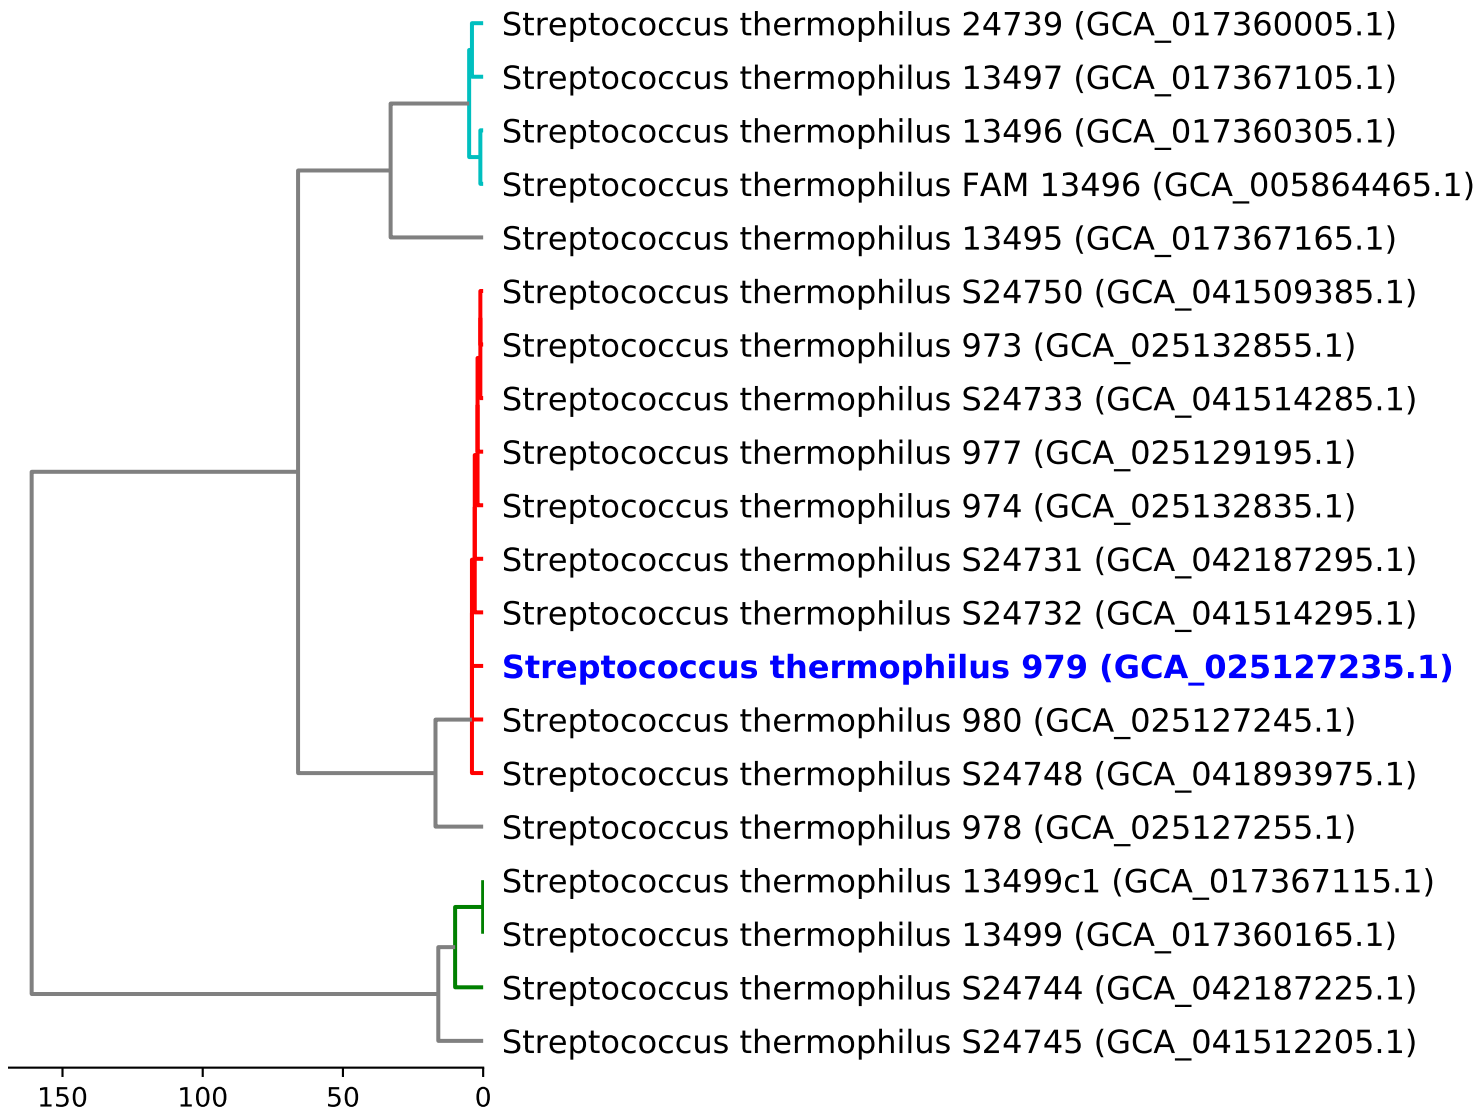 Streptococcus thermophilus 24739 (GCA_017360005.1)
Streptococcus thermophilus 13497 (GCA_017367105.1)
Streptococcus thermophilus 13496 (GCA_017360305.1)
Streptococcus thermophilus FAM 13496 (GCA_005864465.1)
Streptococcus thermophilus 13495 (GCA_017367165.1)
Streptococcus thermophilus S24750 (GCA_041509385.1)
Streptococcus thermophilus 973 (GCA_025132855.1)
Streptococcus thermophilus S24733 (GCA_041514285.1)
Streptococcus thermophilus 977 (GCA_025129195.1)
Streptococcus thermophilus 974 (GCA_025132835.1)
Streptococcus thermophilus S24731 (GCA_042187295.1)
Streptococcus thermophilus S24732 (GCA_041514295.1)
Streptococcus thermophilus 979 (GCA_025127235.1)
Streptococcus thermophilus 980 (GCA_025127245.1)
Streptococcus thermophilus S24748 (GCA_041893975.1)
Streptococcus thermophilus 978 (GCA_025127255.1)
Streptococcus thermophilus 13499c1 (GCA_017367115.1)
Streptococcus thermophilus 13499 (GCA_017360165.1)
Streptococcus thermophilus S24744 (GCA_042187225.1)
Streptococcus thermophilus S24745 (GCA_041512205.1)
150 100 50 0